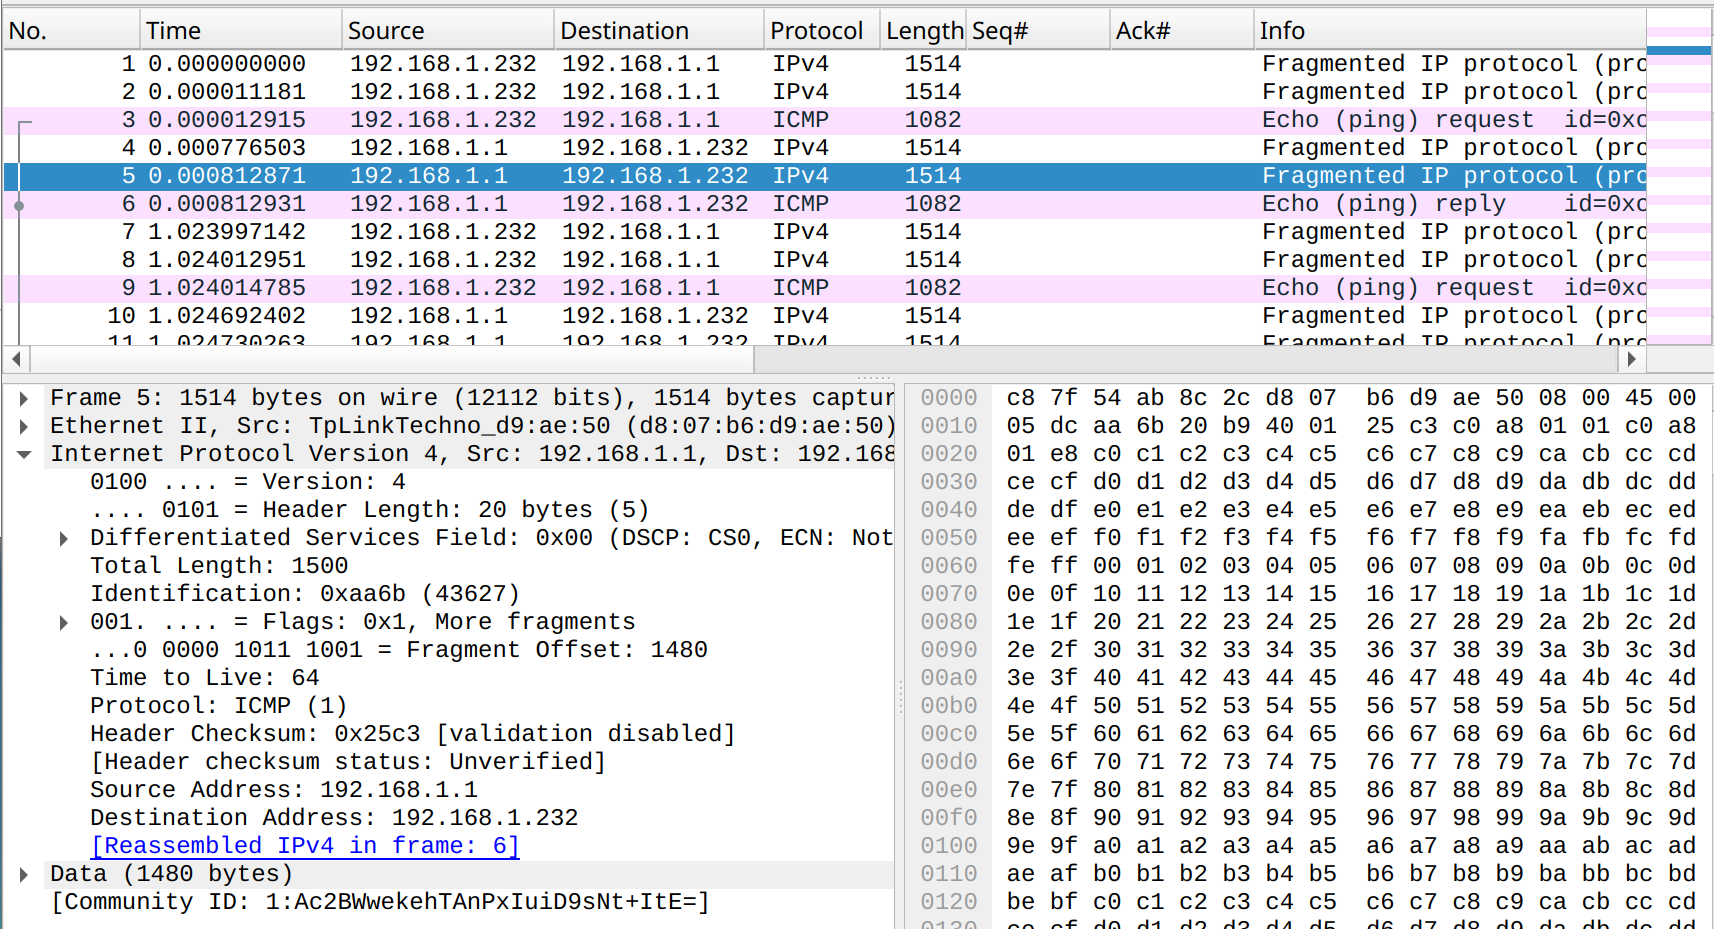 No. Time Source Destination Protocol Length Seq# Ack# Info
1 0.000000000 192.168.1.232 192.168.1.1 IPv4 1514 Fragmented IP protocol (pro
2 0.000011181 192.168.1.232 192.168.1.1 IPv4 1514 Fragmented IP protocol (pro
3 0.000012915 192.168.1.232 192.168.1.1 ICMP 1082 Echo (ping) request id=0xc
4 0.000776503 192.168.1.1 192.168.1.232 IPv4 1514 Fragmented IP protocol (pro
5 0.000812871 192.168.1.1 192.168.1.232 IPv4 1514 Fragmented IP protocol (pro
6 0.000812931 192.168.1.1 192.168.1.232 ICMP 1082 Echo (ping) reply id=0xc
7 1.023997142 192.168.1.232 192.168.1.1 IPv4 1514 Fragmented IP protocol (pro
8 1.024012951 192.168.1.232 192.168.1.1 IPv4 1514 Fragmented IP protocol (pro
9 1.024014785 192.168.1.232 192.168.1.1 ICMP 1082 Echo (ping) request id=0xc
10 1.024692402 192.168.1.1 192.168.1.232 IPv4 1514 Fragmented IP protocol (pro
11 1.024730263 192.168.1.1 192.168.1.232 IPv4 1514 Fragmented IP protocol (pro
Frame 5: 1514 bytes on wire (12112 bits), 1514 bytes captur
Ethernet II, Src: TpLinkTechno_d9:ae:50 (d8:07:b6:d9:ae:50)
Internet Protocol Version 4, Src: 192.168.1.1, Dst: 192.168
0100 .... = Version: 4
.... 0101 = Header Length: 20 bytes (5)
Differentiated Services Field: 0x00 (DSCP: CS0, ECN: Not
Total Length: 1500
Identification: 0xaa6b (43627)
001. .... = Flags: 0x1, More fragments
...0 0000 1011 1001 = Fragment Offset: 1480
Time to Live: 64
Protocol: ICMP (1)
Header Checksum: 0x25c3 [validation disabled]
[Header checksum status: Unverified]
Source Address: 192.168.1.1
Destination Address: 192.168.1.232
[Reassembled IPv4 in frame: 6]
Data (1480 bytes)
[Community ID: 1:Ac2BWwekehTAnPxIuiD9sNt+ItE=]
0000 c8 7f 54 ab 8c 2c d8 07 b6 d9 ae 50 08 00 45 00
0010 05 dc aa 6b 20 b9 40 01 25 c3 c0 a8 01 01 c0 a8
0020 01 e8 c0 c1 c2 c3 c4 c5 c6 c7 c8 c9 ca cb cc cd
0030 ce cf d0 d1 d2 d3 d4 d5 d6 d7 d8 d9 da db dc dd
0040 de df e0 e1 e2 e3 e4 e5 e6 e7 e8 e9 ea eb ec ed
0050 ee ef f0 f1 f2 f3 f4 f5 f6 f7 f8 f9 fa fb fc fd
0060 fe ff 00 01 02 03 04 05 06 07 08 09 0a 0b 0c 0d
0070 0e 0f 10 11 12 13 14 15 16 17 18 19 1a 1b 1c 1d
0080 1e 1f 20 21 22 23 24 25 26 27 28 29 2a 2b 2c 2d
0090 2e 2f 30 31 32 33 34 35 36 37 38 39 3a 3b 3c 3d
00a0 3e 3f 40 41 42 43 44 45 46 47 48 49 4a 4b 4c 4d
00b0 4e 4f 50 51 52 53 54 55 56 57 58 59 5a 5b 5c 5d
00c0 5e 5f 60 61 62 63 64 65 66 67 68 69 6a 6b 6c 6d
00d0 6e 6f 70 71 72 73 74 75 76 77 78 79 7a 7b 7c 7d
00e0 7e 7f 80 81 82 83 84 85 86 87 88 89 8a 8b 8c 8d
00f0 8e 8f 90 91 92 93 94 95 96 97 98 99 9a 9b 9c 9d
0100 9e 9f a0 a1 a2 a3 a4 a5 a6 a7 a8 a9 aa ab ac ad
0110 ae af b0 b1 b2 b3 b4 b5 b6 b7 b8 b9 ba bb bc bd
0120 be bf c0 c1 c2 c3 c4 c5 c6 c7 c8 c9 ca cb cc cd
0130 ce cf d0 d1 d2 d3 d4 d5 d6 d7 d8 d9 da db dc dd